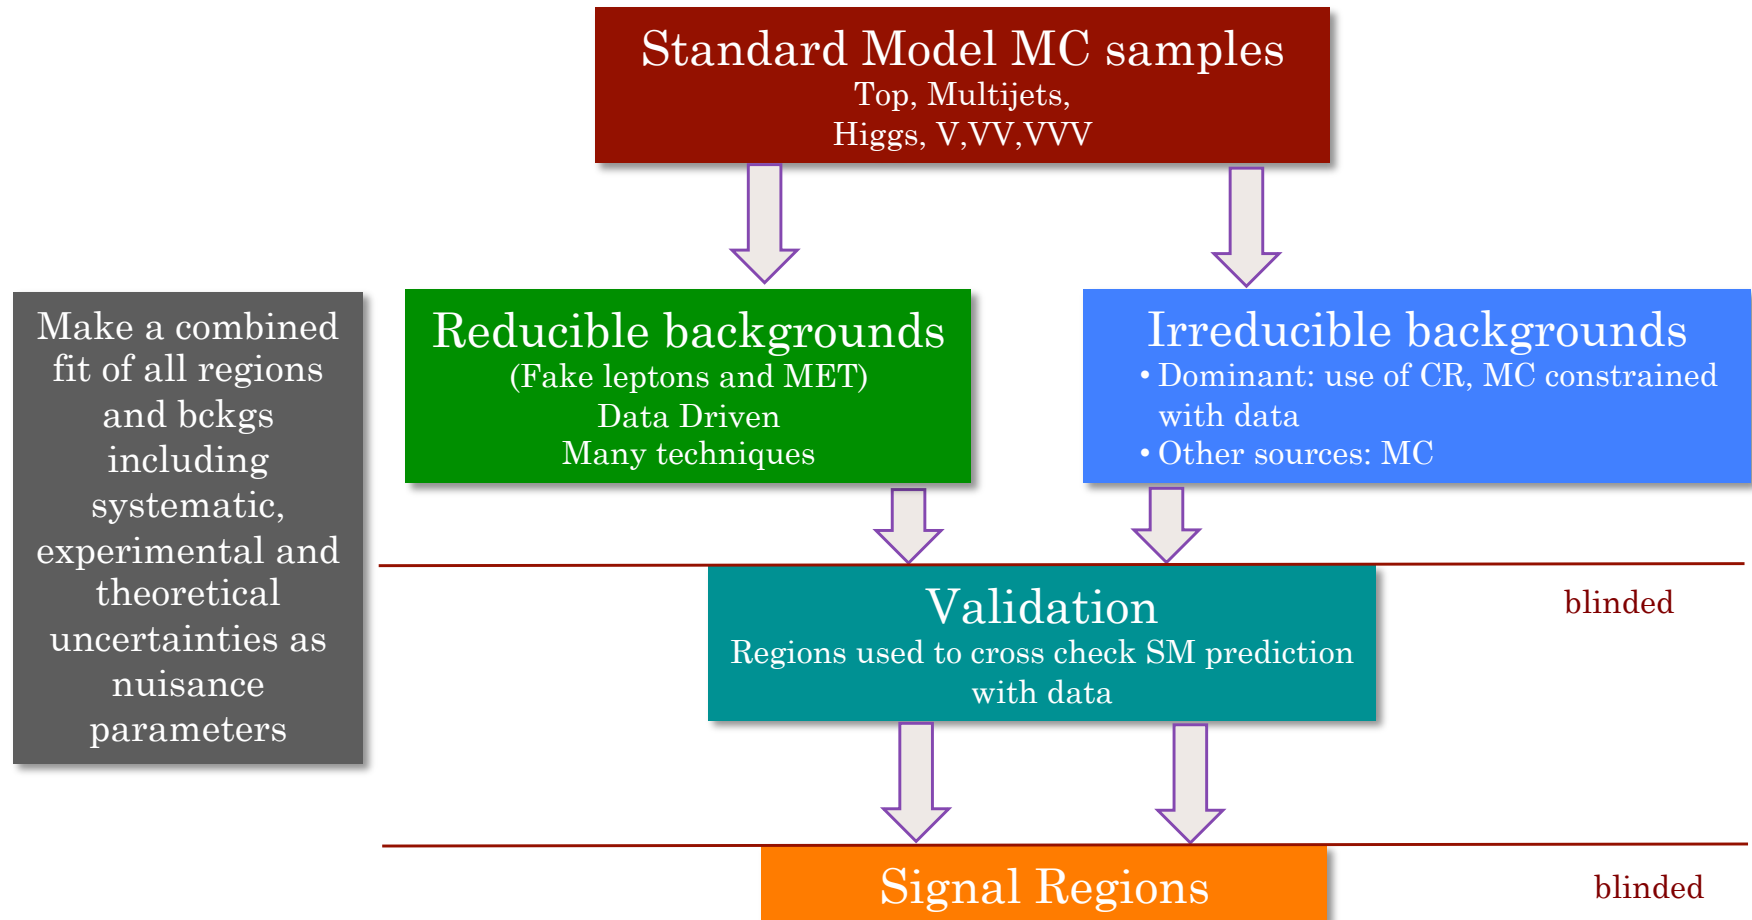 Standard Model MC samples
Top, Multijets,
Higgs, V,VV,VVV
Make a combined
fit of all regions
and bckgs
including
systematic,
experimental and
theoretical
uncertainties as
nuisance
parameters
Reducible backgrounds
(Fake leptons and MET)
Data Driven
Many techniques
Irreducible backgrounds
• Dominant: use of CR, MC constrained
with data
• Other sources: MC
Validation
Regions used to cross check SM prediction
with data
blinded
Signal Regions
blinded